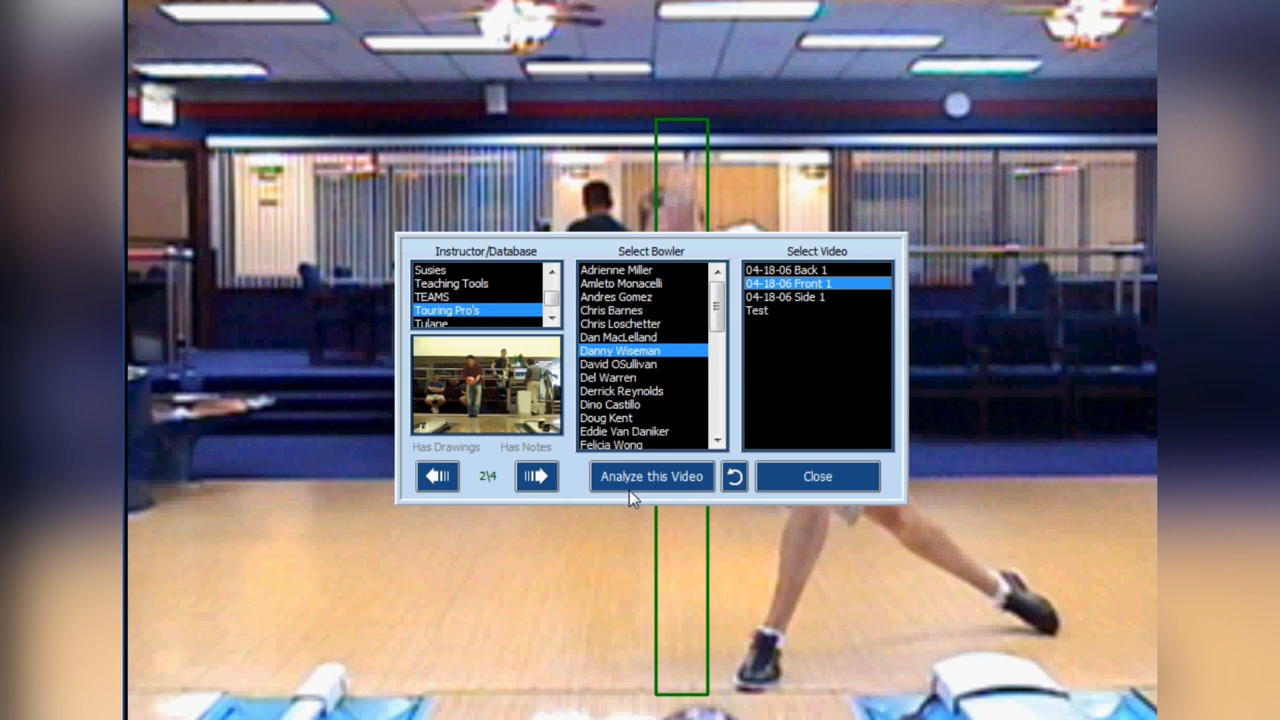 Instructor/Database
Susies
Teaching Tools
TEAMS
Touring Pro's
Tulane
Has Drawings Has Notes
2\4
Select Bowler
Adrienne Miller
Amleto Monacelli
Andres Gomez
Chris Barnes
Chris Loschetter
Dan MacLelland
Danny Wiseman
David OSullivan
Del Warren
Derrick Reynolds
Dino Castillo
Doug Kent
Eddie Van Daniker
Felicia Wong
Select Video
04-18-06 Back 1
04-18-06 Front 1
04-18-06 Side 1
Test
Analyze this Video
Close